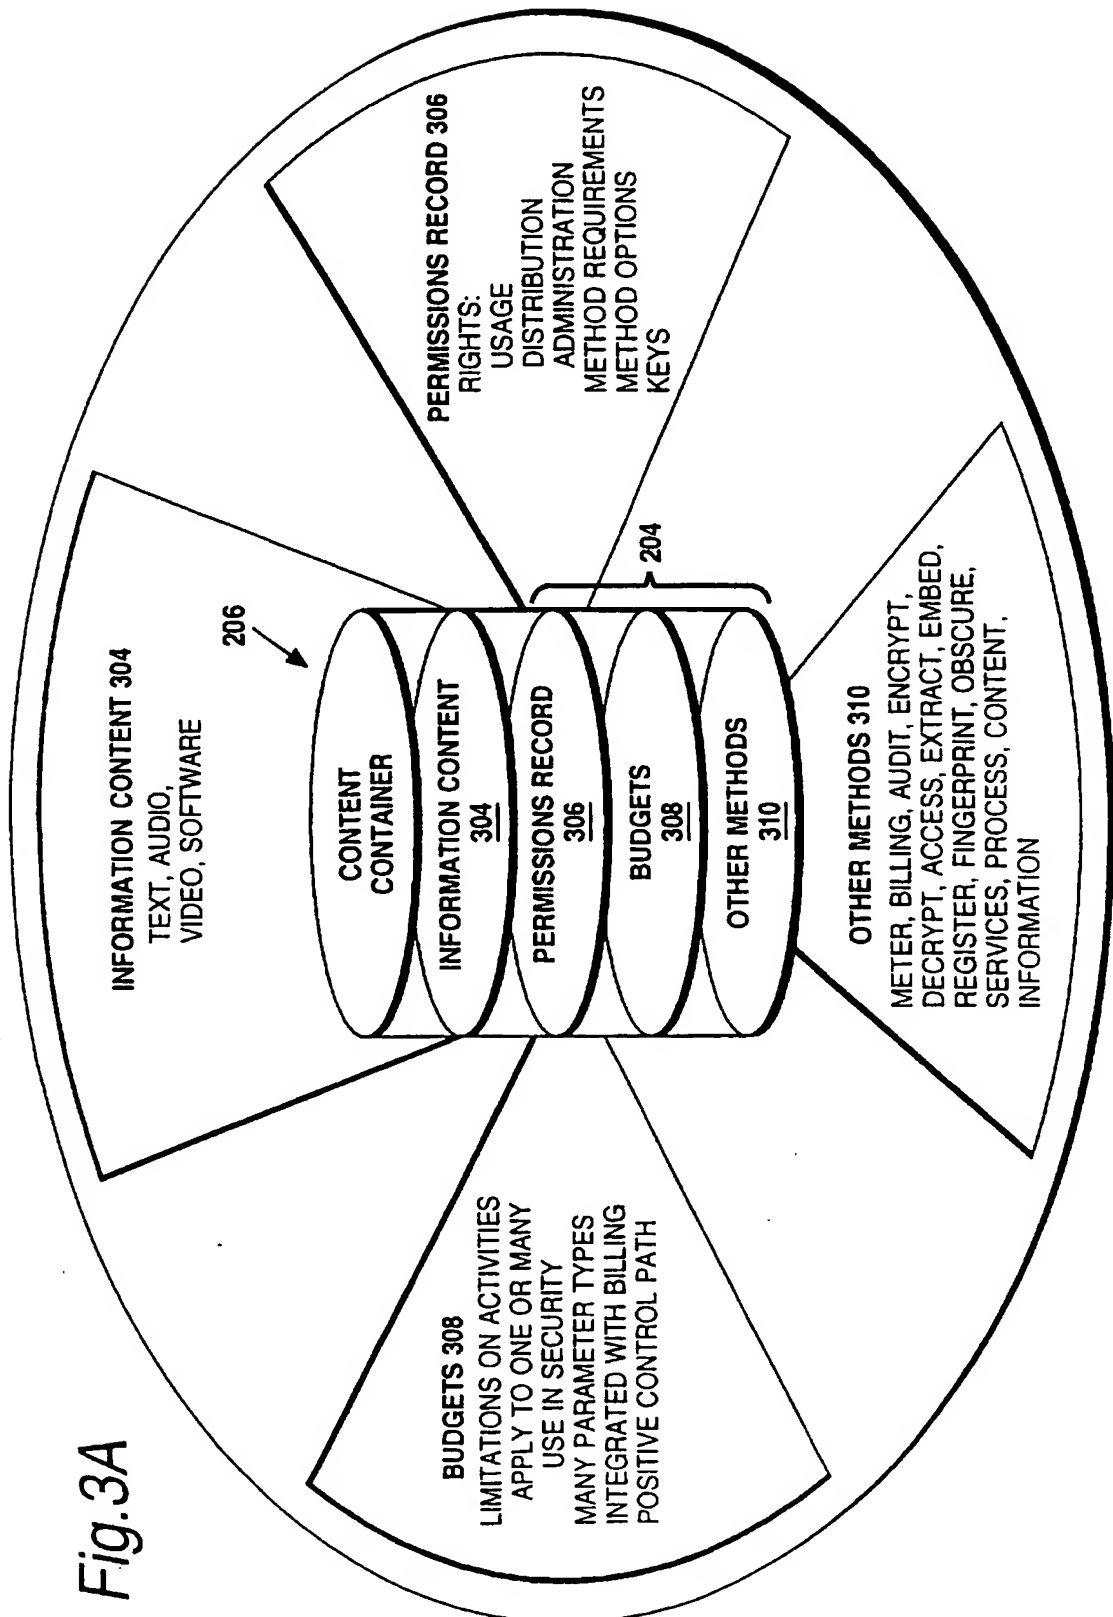 Fig.3A
INFORMATION CONTENT 304
TEXT, AUDIO,
VIDEO, SOFTWARE
206
BUDGETS 308
LIMITATIONS ON ACTIVITIES
APPLY TO ONE OR MANY
USE IN SECURITY
MANY PARAMETER TYPES
INTEGRATED WITH BILLING
POSITIVE CONTROL PATH
CONTENT
CONTAINER
INFORMATION CONTENT
304
PERMISSIONS RECORD
306
BUDGETS
308
OTHER METHODS
310
204
PERMISSIONS RECORD 306
RIGHTS:
USAGE
DISTRIBUTION
ADMINISTRATION
METHOD REQUIREMENTS
METHOD OPTIONS
KEYS
OTHER METHODS 310
METER, BILLING, AUDIT, ENCRYPT,
DECRYPT, ACCESS, EXTRACT, EMBED,
REGISTER, FINGERPRINT, OBSCURE,
SERVICES, PROCESS, CONTENT,
INFORMATION